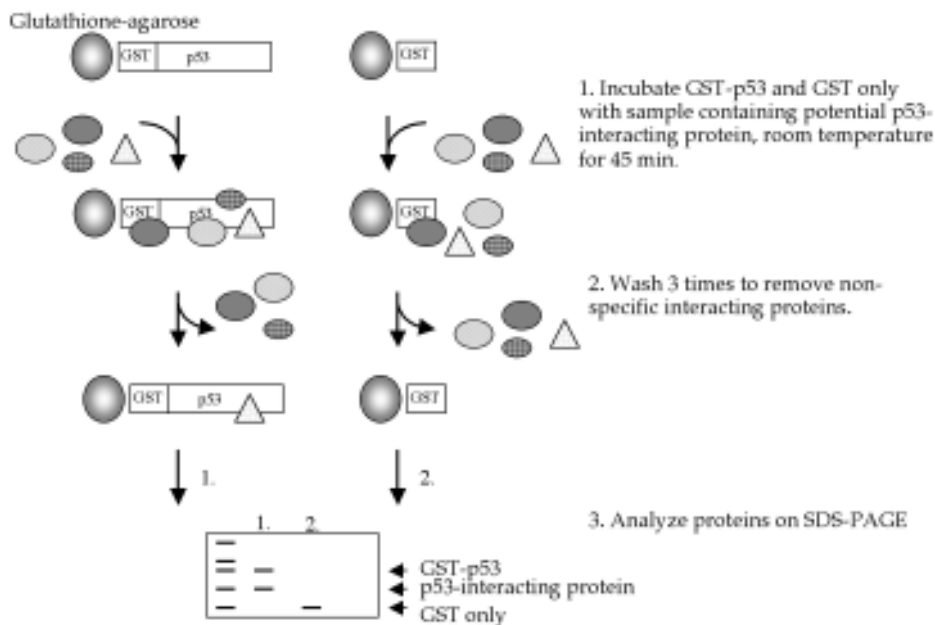 Glutathione-agarose
GST p53
GST
1. Incubate GST-p53 and GST only
with sample containing potential p53-
interacting protein, room temperature
for 45 min.
GST p53
GST
2. Wash 3 times to remove non-
specific interacting proteins.
GST p53
GST
1.
2.
3. Analyze proteins on SDS-PAGE
1. 2.
GST-p53
p53-interacting protein
GST only